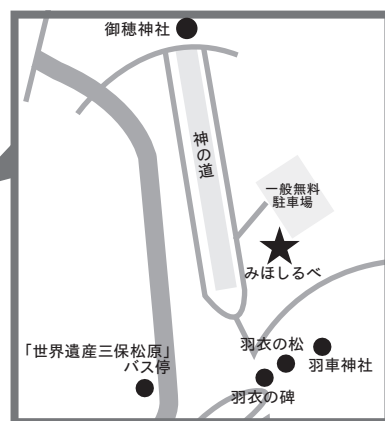 御穂神社
神の道
一般無料
駐車場
みほしるべ
「世界遺産三保松原」
バス停
羽衣の松
羽車神社
羽衣の碑